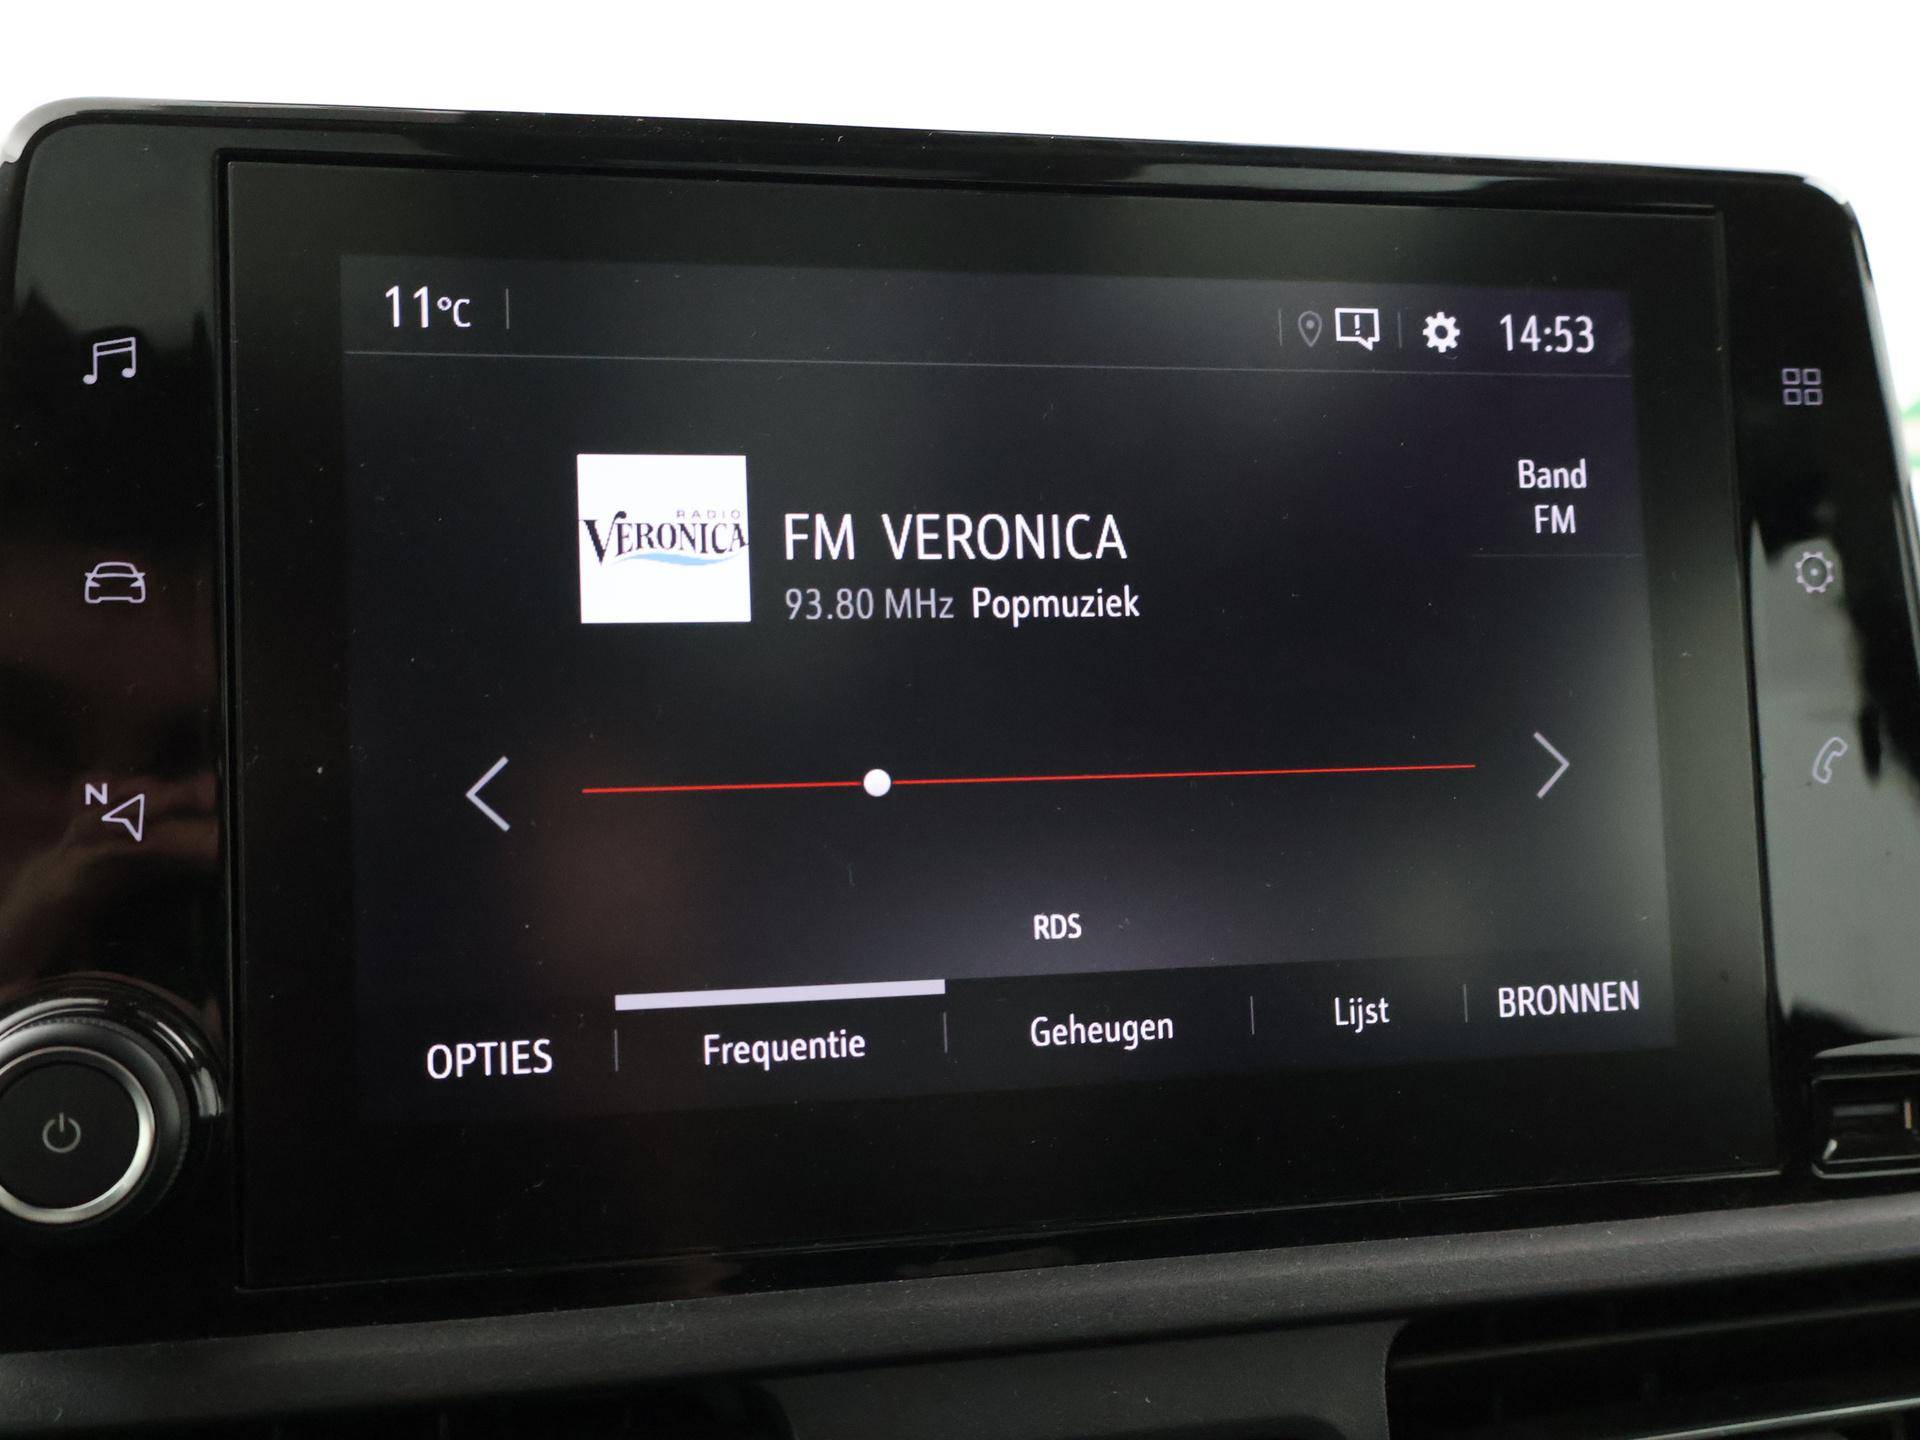 11°C
14:53
Band
FM
RADIO
VERONICA
FM VERONICA
93.80 MHz Popmuziek
N
RDS
OPTIES
Frequentie
Geheugen
Lijst
BRONNEN